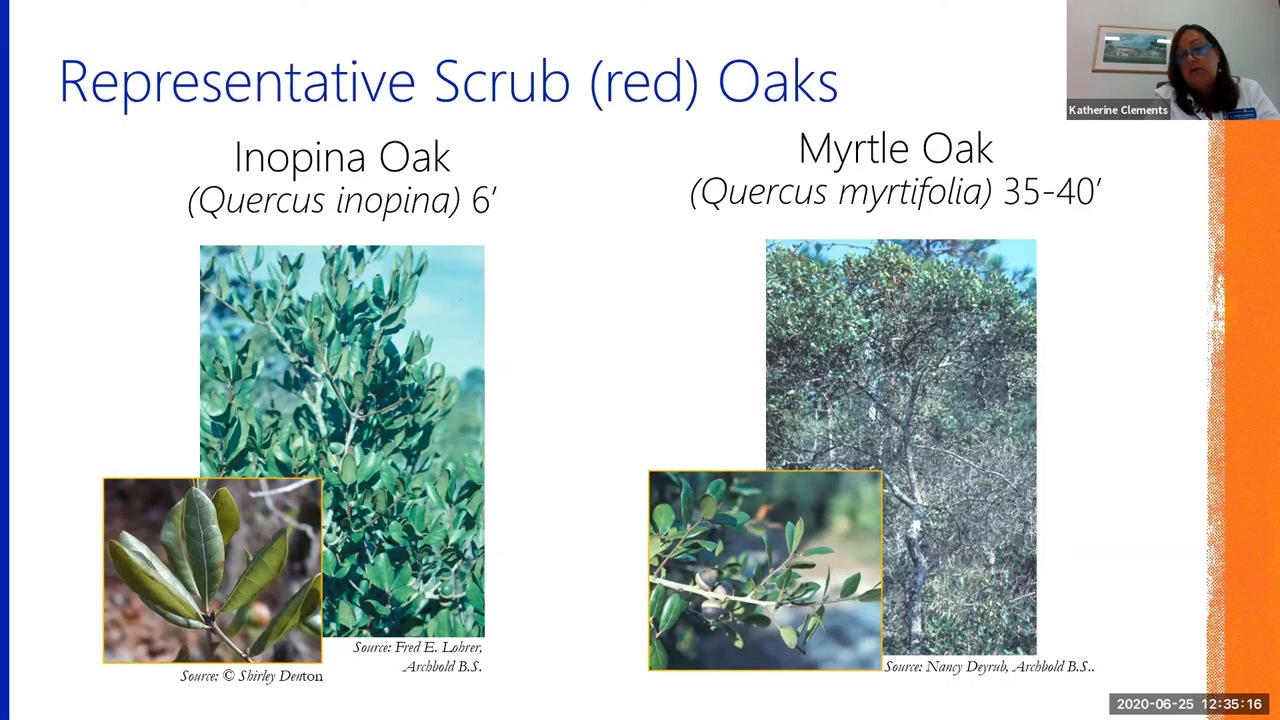 Representative Scrub (red) Oaks
Katherine Clements
Inopina Oak
(Quercus inopina) 6'
Myrtle Oak
(Quercus myrtifolia) 35-40'
Source: Fred E. Lohrer,
Archbold B.S.
Source: © Shirley Denton
Source: Nancy Deyrub, Archbold B.S..
2020-06-25 12:35:16